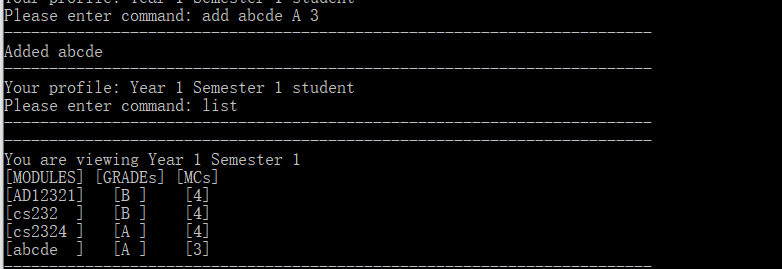 Your profile: Year 1 Semester 1 student
Please enter command: add abcde A 3
------------------------------------------------------------------------
Added abcde
------------------------------------------------------------------------
Your profile: Year 1 Semester 1 student
Please enter command: list
------------------------------------------------------------------------
------------------------------------------------------------------------
You are viewing Year 1 Semester 1
[MODULES] [GRADEs] [MCs]
[AD12321]   [B ]    [4]
[cs232  ]   [B ]    [4]
[cs2324 ]   [A ]    [4]
[abcde  ]   [A ]    [3]
------------------------------------------------------------------------